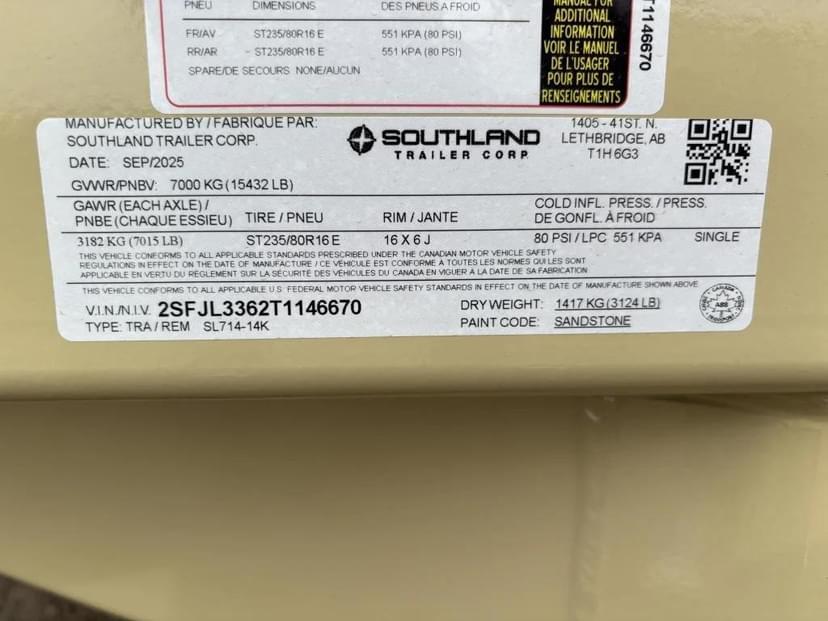 PNEU DIMENSIONS DES PNEUS A FROID
FR/AV ST235/80R16 E 551 KPA (80 PSI)
RR/AR - ST235/80R16 E 551 KPA (80 PSI)
SPARE/DE SECOURS NONE/AUCUN
MANUAL FOR
ADDITIONAL
INFORMATION
VOIR LE MANUEL
DE L'USAGER
POUR PLUS DE
RENSEIGNEMENTS
T1146670
MANUFACTURED BY / FABRIQUE PAR:
SOUTHLAND TRAILER CORP.
DATE: SEP/2025
SOUTHLAND
TRAILER CORP
1405 - 41ST. N.
LETHBRIDGE, AB
T1H 6G3
GVWR/PNBV: 7000 KG (15432 LB)
GAWR (EACH AXLE) /
PNBE (CHAQUE ESSIEU) TIRE / PNEU RIM / JANTE
COLD INFL. PRESS. / PRESS.
DE GONFL. À FROID
3182 KG (7015 LB) ST235/80R16 E 16 X 6 J 80 PSI / LPC 551 KPA SINGLE
THIS VEHICLE CONFORMS TO ALL APPLICABLE STANDARDS PRESCRIBED UNDER THE CANADIAN MOTOR VEHICLE SAFETY
REGULATIONS IN EFFECT ON THE DATE OF MANUFACTURE / CE VÉHICULE EST CONFORME A TOUTES LES NORMES QUI LES SONT
APPLICABLE EN VERTU DU RÈGLEMENT SUR LA SÉCURITÉ DES VÉHICULES DU CANADA EN VIGUER À LA DATE DE SA FABRICATION
THIS VEHICLE CONFORMS TO ALL APPLICABLE U.S. FEDERAL MOTOR VEHICLE SAFETY STANDARDS IN EFFECT ON THE DATE OF MANUFACTURE SHOWN ABOVE
V.I.N./N.I.V. 2SFJL3362T1146670
TYPE: TRA / REM SL714-14K
DRY WEIGHT: 1417 KG (3124 LB)
PAINT CODE: SANDSTONE
CANADA
TRANSPORT